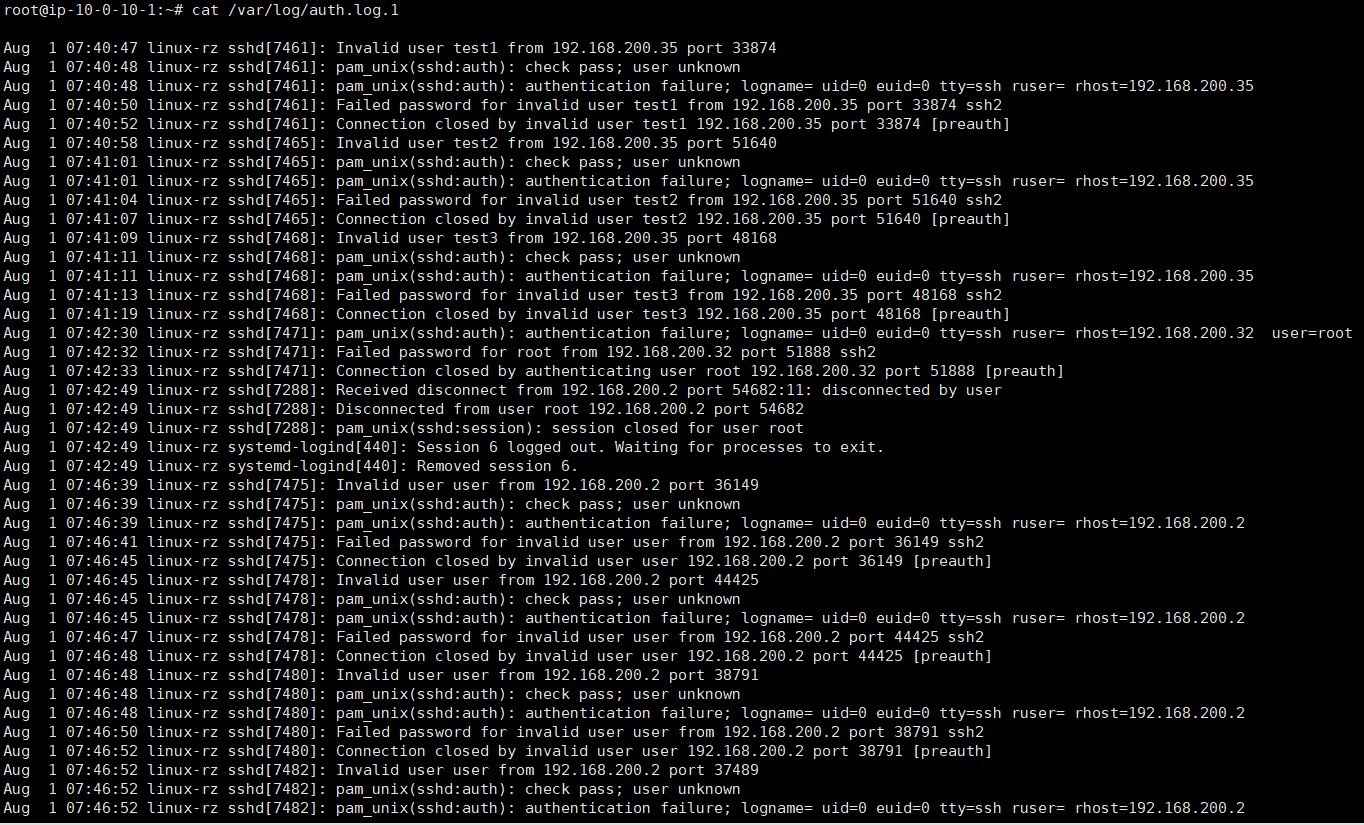 root@ip-10-0-10-1:~# cat /var/log/auth.log.1
Aug  1 07:40:47 linux-rz sshd[7461]: Invalid user test1 from 192.168.200.35 port 33874
Aug  1 07:40:48 linux-rz sshd[7461]: pam_unix(sshd:auth): check pass; user unknown
Aug  1 07:40:48 linux-rz sshd[7461]: pam_unix(sshd:auth): authentication failure; logname= uid=0 euid=0 tty=ssh ruser= rhost=192.168.200.35
Aug  1 07:40:50 linux-rz sshd[7461]: Failed password for invalid user test1 from 192.168.200.35 port 33874 ssh2
Aug  1 07:40:52 linux-rz sshd[7461]: Connection closed by invalid user test1 192.168.200.35 port 33874 [preauth]
Aug  1 07:40:58 linux-rz sshd[7465]: Invalid user test2 from 192.168.200.35 port 51640
Aug  1 07:41:01 linux-rz sshd[7465]: pam_unix(sshd:auth): check pass; user unknown
Aug  1 07:41:01 linux-rz sshd[7465]: pam_unix(sshd:auth): authentication failure; logname= uid=0 euid=0 tty=ssh ruser= rhost=192.168.200.35
Aug  1 07:41:04 linux-rz sshd[7465]: Failed password for invalid user test2 from 192.168.200.35 port 51640 ssh2
Aug  1 07:41:07 linux-rz sshd[7465]: Connection closed by invalid user test2 192.168.200.35 port 51640 [preauth]
Aug  1 07:41:09 linux-rz sshd[7468]: Invalid user test3 from 192.168.200.35 port 48168
Aug  1 07:41:11 linux-rz sshd[7468]: pam_unix(sshd:auth): check pass; user unknown
Aug  1 07:41:11 linux-rz sshd[7468]: pam_unix(sshd:auth): authentication failure; logname= uid=0 euid=0 tty=ssh ruser= rhost=192.168.200.35
Aug  1 07:41:13 linux-rz sshd[7468]: Failed password for invalid user test3 from 192.168.200.35 port 48168 ssh2
Aug  1 07:41:19 linux-rz sshd[7468]: Connection closed by invalid user test3 192.168.200.35 port 48168 [preauth]
Aug  1 07:42:30 linux-rz sshd[7471]: pam_unix(sshd:auth): authentication failure; logname= uid=0 euid=0 tty=ssh ruser= rhost=192.168.200.32  user=root
Aug  1 07:42:32 linux-rz sshd[7471]: Failed password for root from 192.168.200.32 port 51888 ssh2
Aug  1 07:42:33 linux-rz sshd[7471]: Connection closed by authenticating user root 192.168.200.32 port 51888 [preauth]
Aug  1 07:42:49 linux-rz sshd[7288]: Received disconnect from 192.168.200.2 port 54682:11: disconnected by user
Aug  1 07:42:49 linux-rz sshd[7288]: Disconnected from user root 192.168.200.2 port 54682
Aug  1 07:42:49 linux-rz sshd[7288]: pam_unix(sshd:session): session closed for user root
Aug  1 07:42:49 linux-rz systemd-logind[440]: Session 6 logged out. Waiting for processes to exit.
Aug  1 07:42:49 linux-rz systemd-logind[440]: Removed session 6.
Aug  1 07:46:39 linux-rz sshd[7475]: Invalid user user from 192.168.200.2 port 36149
Aug  1 07:46:39 linux-rz sshd[7475]: pam_unix(sshd:auth): check pass; user unknown
Aug  1 07:46:39 linux-rz sshd[7475]: pam_unix(sshd:auth): authentication failure; logname= uid=0 euid=0 tty=ssh ruser= rhost=192.168.200.2
Aug  1 07:46:41 linux-rz sshd[7475]: Failed password for invalid user user from 192.168.200.2 port 36149 ssh2
Aug  1 07:46:45 linux-rz sshd[7475]: Connection closed by invalid user user 192.168.200.2 port 36149 [preauth]
Aug  1 07:46:45 linux-rz sshd[7478]: Invalid user user from 192.168.200.2 port 44425
Aug  1 07:46:45 linux-rz sshd[7478]: pam_unix(sshd:auth): check pass; user unknown
Aug  1 07:46:45 linux-rz sshd[7478]: pam_unix(sshd:auth): authentication failure; logname= uid=0 euid=0 tty=ssh ruser= rhost=192.168.200.2
Aug  1 07:46:47 linux-rz sshd[7478]: Failed password for invalid user user from 192.168.200.2 port 44425 ssh2
Aug  1 07:46:48 linux-rz sshd[7478]: Connection closed by invalid user user 192.168.200.2 port 44425 [preauth]
Aug  1 07:46:48 linux-rz sshd[7480]: Invalid user user from 192.168.200.2 port 38791
Aug  1 07:46:48 linux-rz sshd[7480]: pam_unix(sshd:auth): check pass; user unknown
Aug  1 07:46:48 linux-rz sshd[7480]: pam_unix(sshd:auth): authentication failure; logname= uid=0 euid=0 tty=ssh ruser= rhost=192.168.200.2
Aug  1 07:46:50 linux-rz sshd[7480]: Failed password for invalid user user from 192.168.200.2 port 38791 ssh2
Aug  1 07:46:52 linux-rz sshd[7480]: Connection closed by invalid user user 192.168.200.2 port 38791 [preauth]
Aug  1 07:46:52 linux-rz sshd[7482]: Invalid user user from 192.168.200.2 port 37489
Aug  1 07:46:52 linux-rz sshd[7482]: pam_unix(sshd:auth): check pass; user unknown
Aug  1 07:46:52 linux-rz sshd[7482]: pam_unix(sshd:auth): authentication failure; logname= uid=0 euid=0 tty=ssh ruser= rhost=192.168.200.2